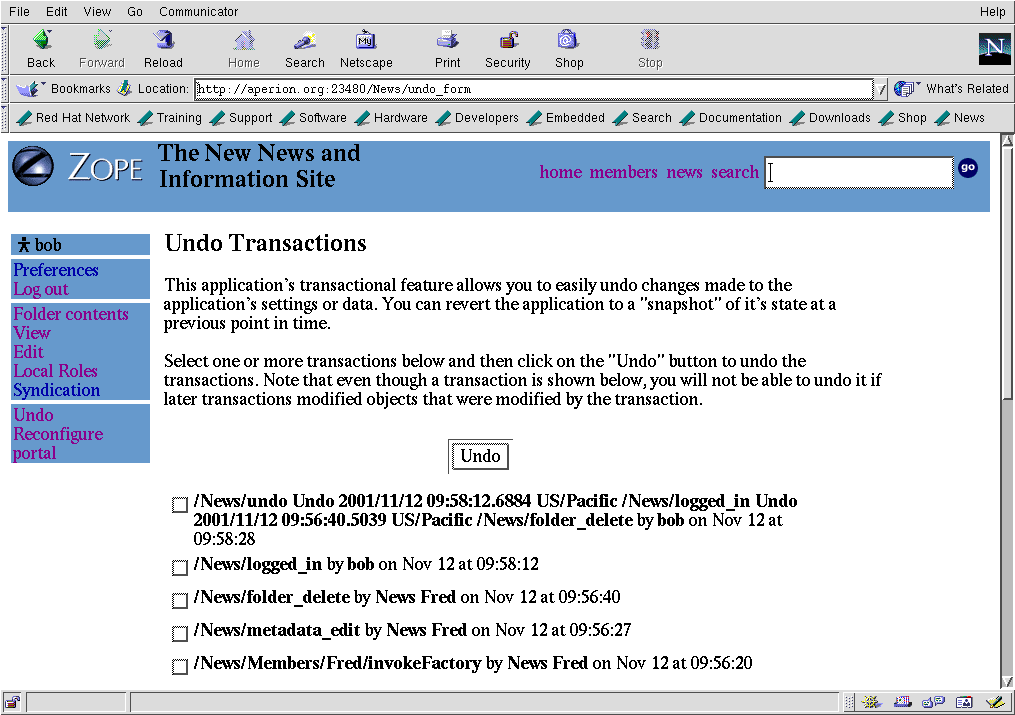 File Edit View Go Communicator Help
Back Forward Reload Home Search Netscape Print Security Shop Stop
My
N
Bookmarks Location: http://aperion.org:23480/News/undo_form What's Related
Red Hat Network Training Support Software Hardware Developers Embedded Search Documentation Downloads Shop News
ZOPE
The New News and
Information Site
home members news search go
bob
Preferences
Log out
Folder contents
View
Edit
Local Roles
Syndication
Undo
Reconfigure
portal
Undo Transactions
This application's transactional feature allows you to easily undo changes made to the
application's settings or data. You can revert the application to a "snapshot" of it's state at a
previous point in time.
Select one or more transactions below and then click on the "Undo" button to undo the
transactions. Note that even though a transaction is shown below, you will not be able to undo it if
later transactions modified objects that were modified by the transaction.
Undo
/News/undo Undo 2001/11/12 09:58:12.6884 US/Pacific /News/logged_in Undo
2001/11/12 09:56:40.5039 US/Pacific /News/folder_delete by bob on Nov 12 at
09:58:28
/News/logged_in by bob on Nov 12 at 09:58:12
/News/folder_delete by News Fred on Nov 12 at 09:56:40
/News/metadata_edit by News Fred on Nov 12 at 09:56:27
/News/Members/Fred/invokeFactory by News Fred on Nov 12 at 09:56:20